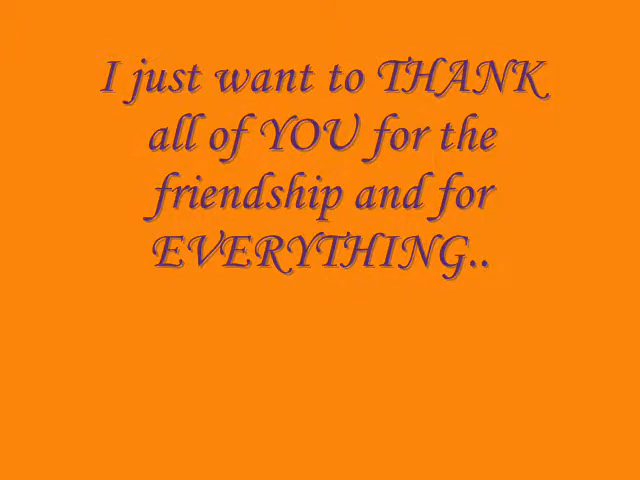 I just want to THANK
all of YOU for the
friendship and for
EVERYTHING..